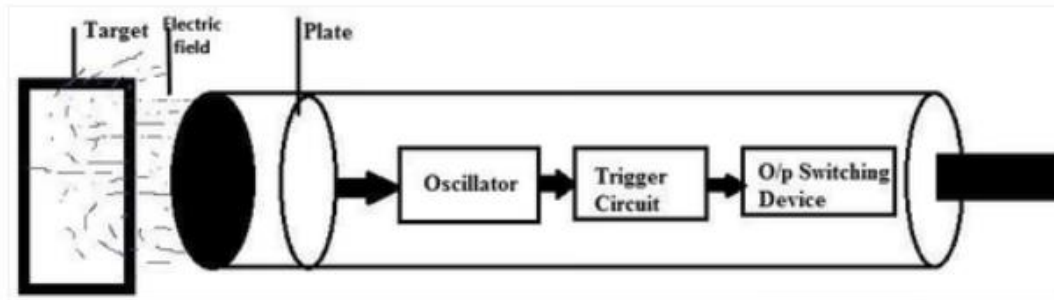 Target
Electric
field
Plate
Oscillator
Trigger
Circuit
O/p Switching
Device